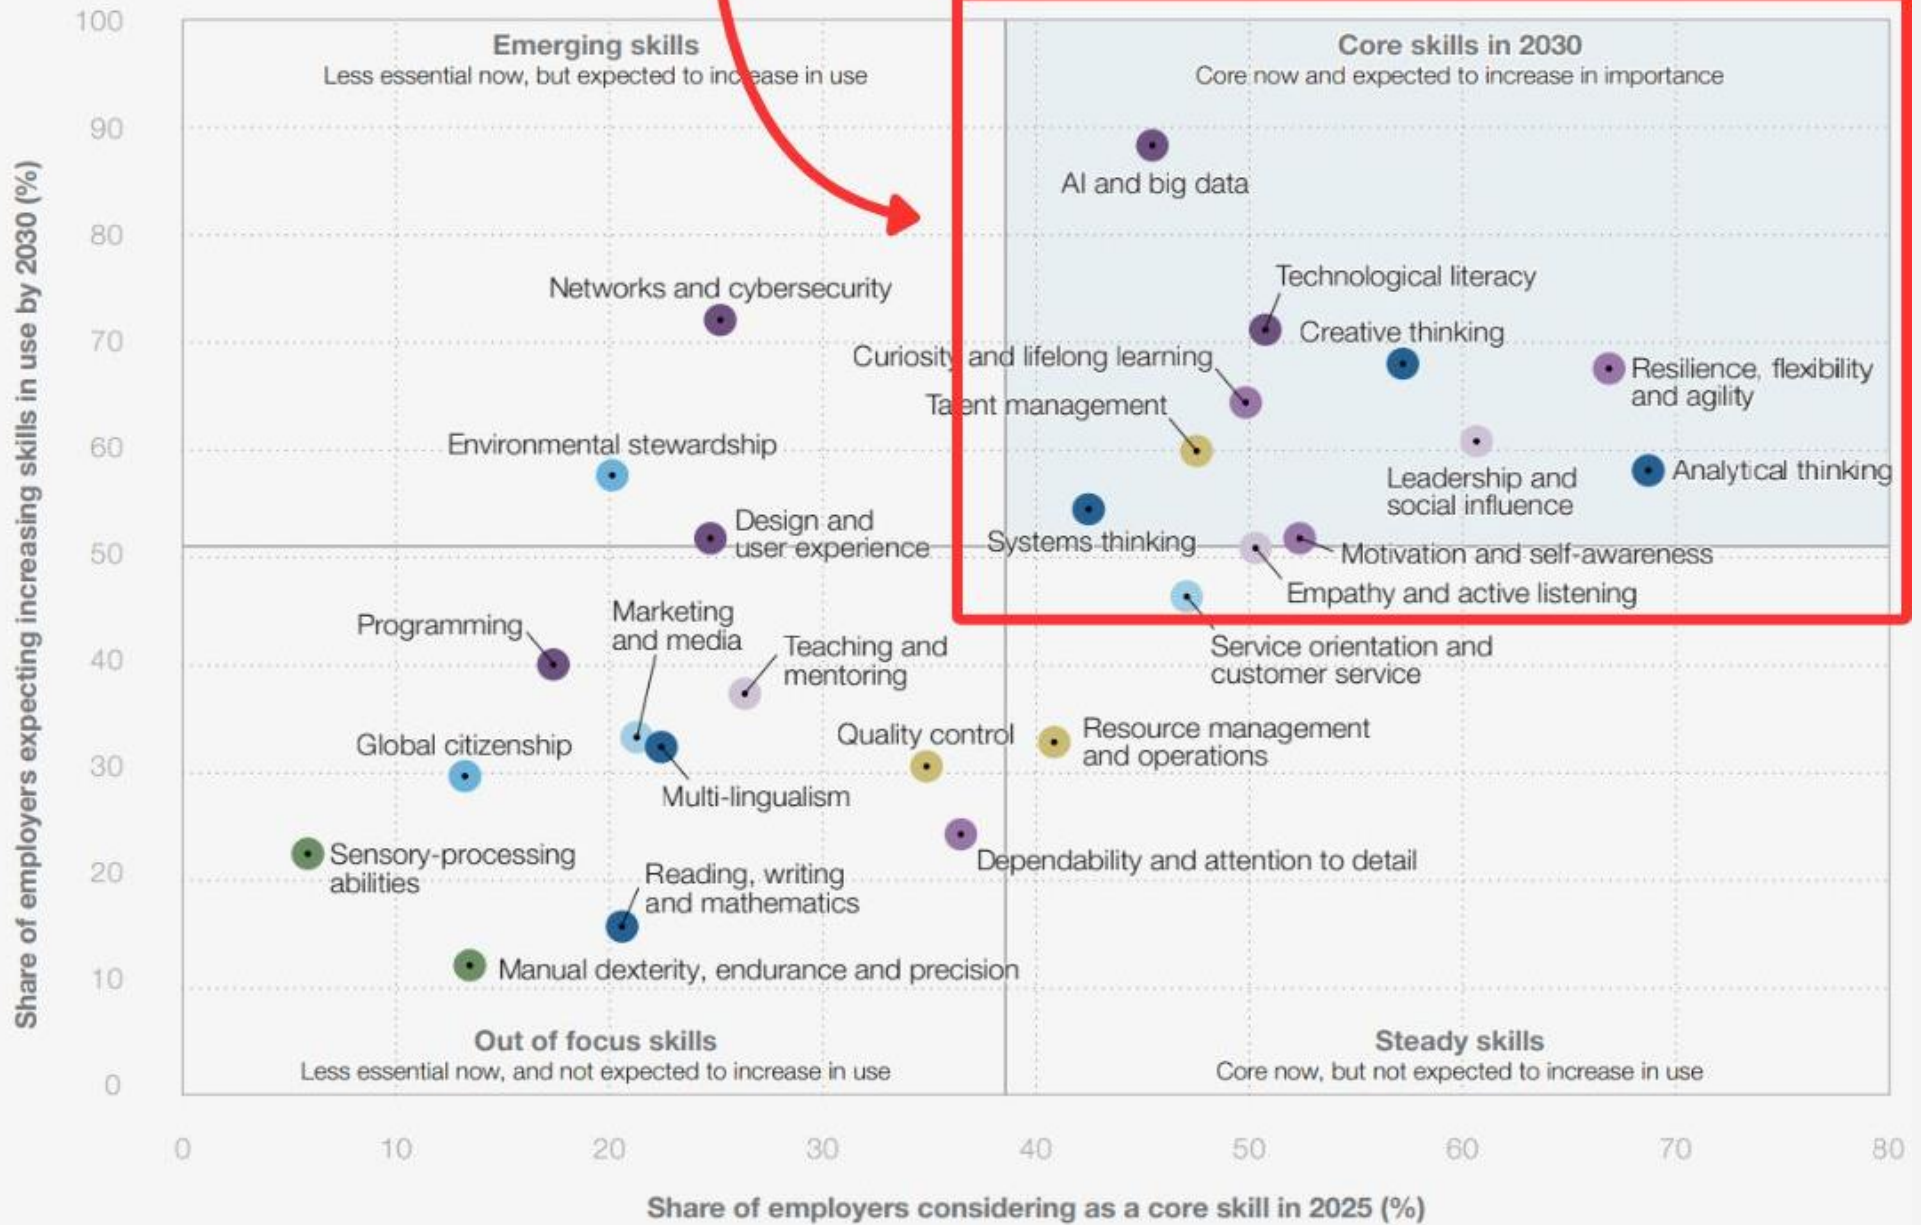 Share of employers expecting increasing skills in use by 2030 (%)
100
90
80
70
60
50
40
30
20
10
0
Emerging skills
Less essential now, but expected to increase in use
Core skills in 2030
Core now and expected to increase in importance
AI and big data
Networks and cybersecurity
Technological literacy
Creative thinking
Curiosity and lifelong learning
Resilience, flexibility
and agility
Talent management
Environmental stewardship
Leadership and
social influence
Analytical thinking
Design and
user experience
Systems thinking
Motivation and self-awareness
Empathy and active listening
Programming
Marketing
and media
Teaching and
mentoring
Service orientation and
customer service
Global citizenship
Quality control
Resource management
and operations
Multi-lingualism
Sensory-processing
abilities
Dependability and attention to detail
Reading, writing
and mathematics
Manual dexterity, endurance and precision
Out of focus skills
Less essential now, and not expected to increase in use
Steady skills
Core now, but not expected to increase in use
0 10 20 30 40 50 60 70 80
Share of employers considering as a core skill in 2025 (%)